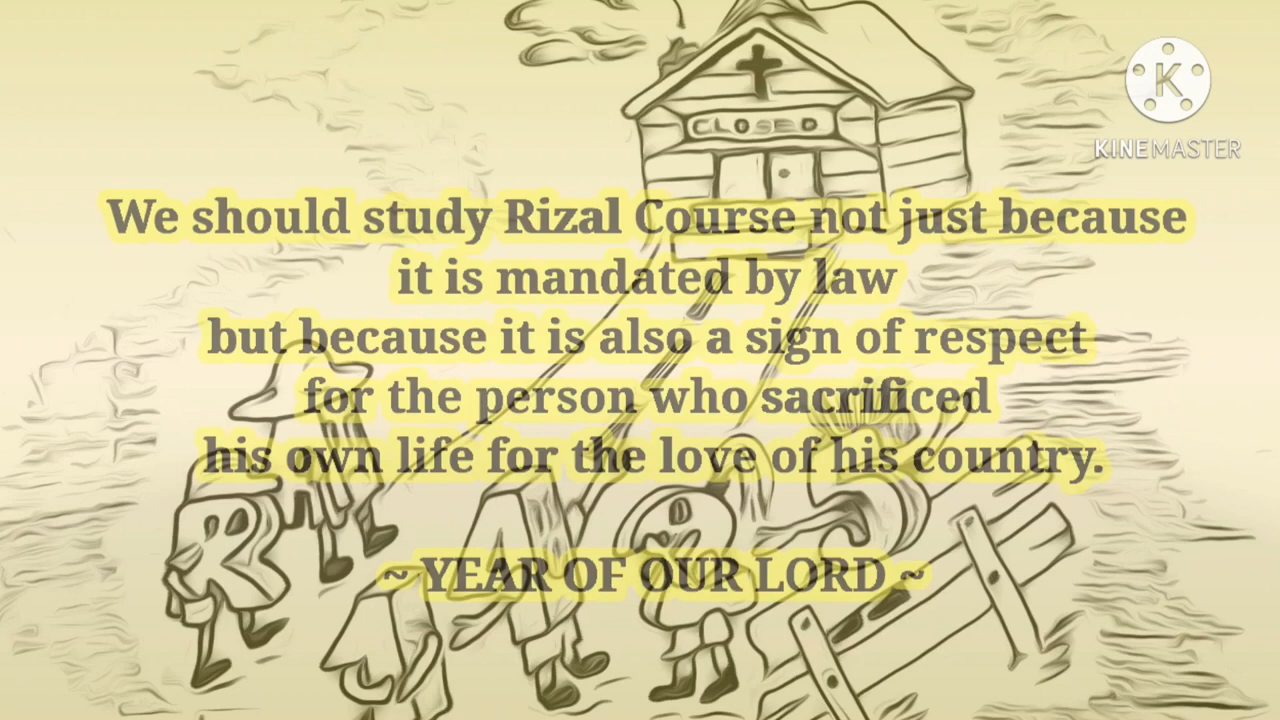 K
KINEMASTER
CLOSED
We should study Rizal Course not just because
it is mandated by law
but because it is also a sign of respect
for the person who sacrificed
his own life for the love of his country.
~ YEAR OF OUR LORD ~